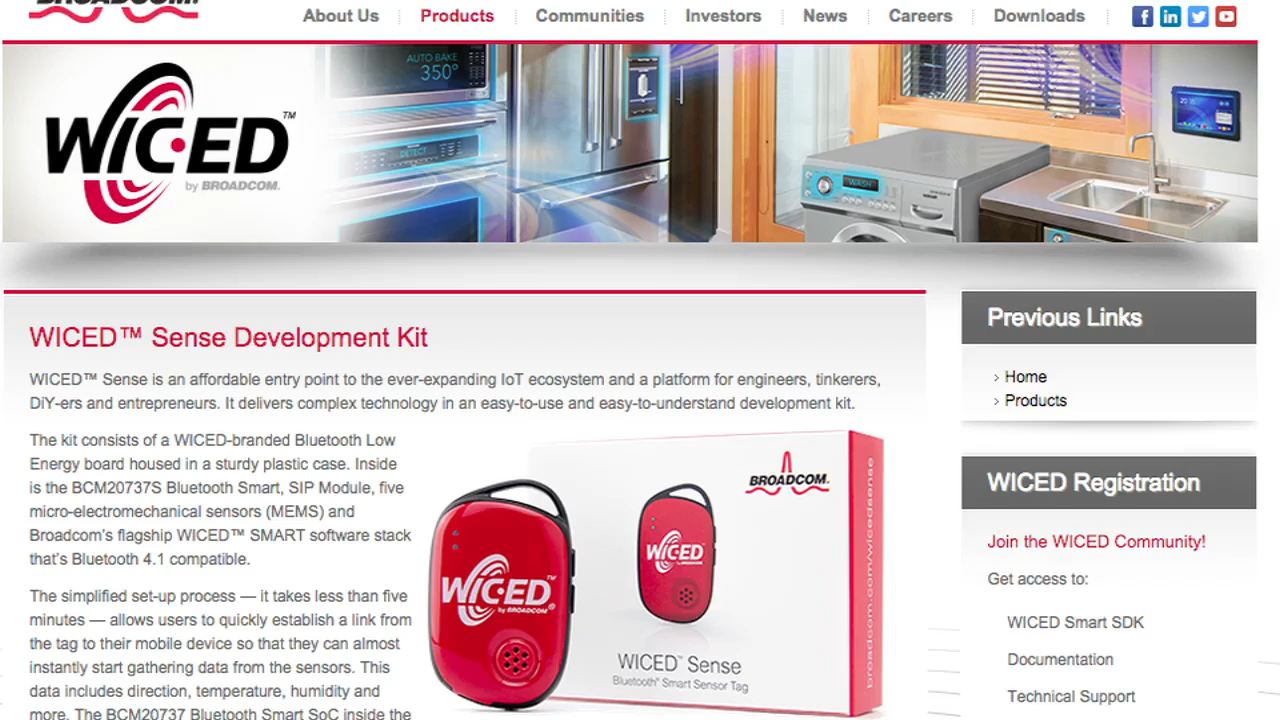 BROADCOM.
About Us Products Communities Investors News Careers Downloads
AUTO BAKE
350°
DETECT
WASH
WICED™
by BROADCOM.
WICED™ Sense Development Kit
WICED™ Sense is an affordable entry point to the ever-expanding IoT ecosystem and a platform for engineers, tinkerers,
DiY-ers and entrepreneurs. It delivers complex technology in an easy-to-use and easy-to-understand development kit.
The kit consists of a WICED-branded Bluetooth Low
Energy board housed in a sturdy plastic case. Inside
is the BCM20737S Bluetooth Smart, SIP Module, five
micro-electromechanical sensors (MEMS) and
Broadcom's flagship WICED™ SMART software stack
that's Bluetooth 4.1 compatible.
The simplified set-up process — it takes less than five
minutes — allows users to quickly establish a link from
the tag to their mobile device so that they can almost
instantly start gathering data from the sensors. This
data includes direction, temperature, humidity and
more. The BCM20737 Bluetooth Smart SoC inside the
WICED™
by BROADCOM®
BROADCOM.
WICED™
by BROADCOM
WICED™ Sense
Bluetooth® Smart Sensor Tag
broadcom.com/wicedsense
Previous Links
> Home
> Products
WICED Registration
Join the WICED Community!
Get access to:
WICED Smart SDK
Documentation
Technical Support